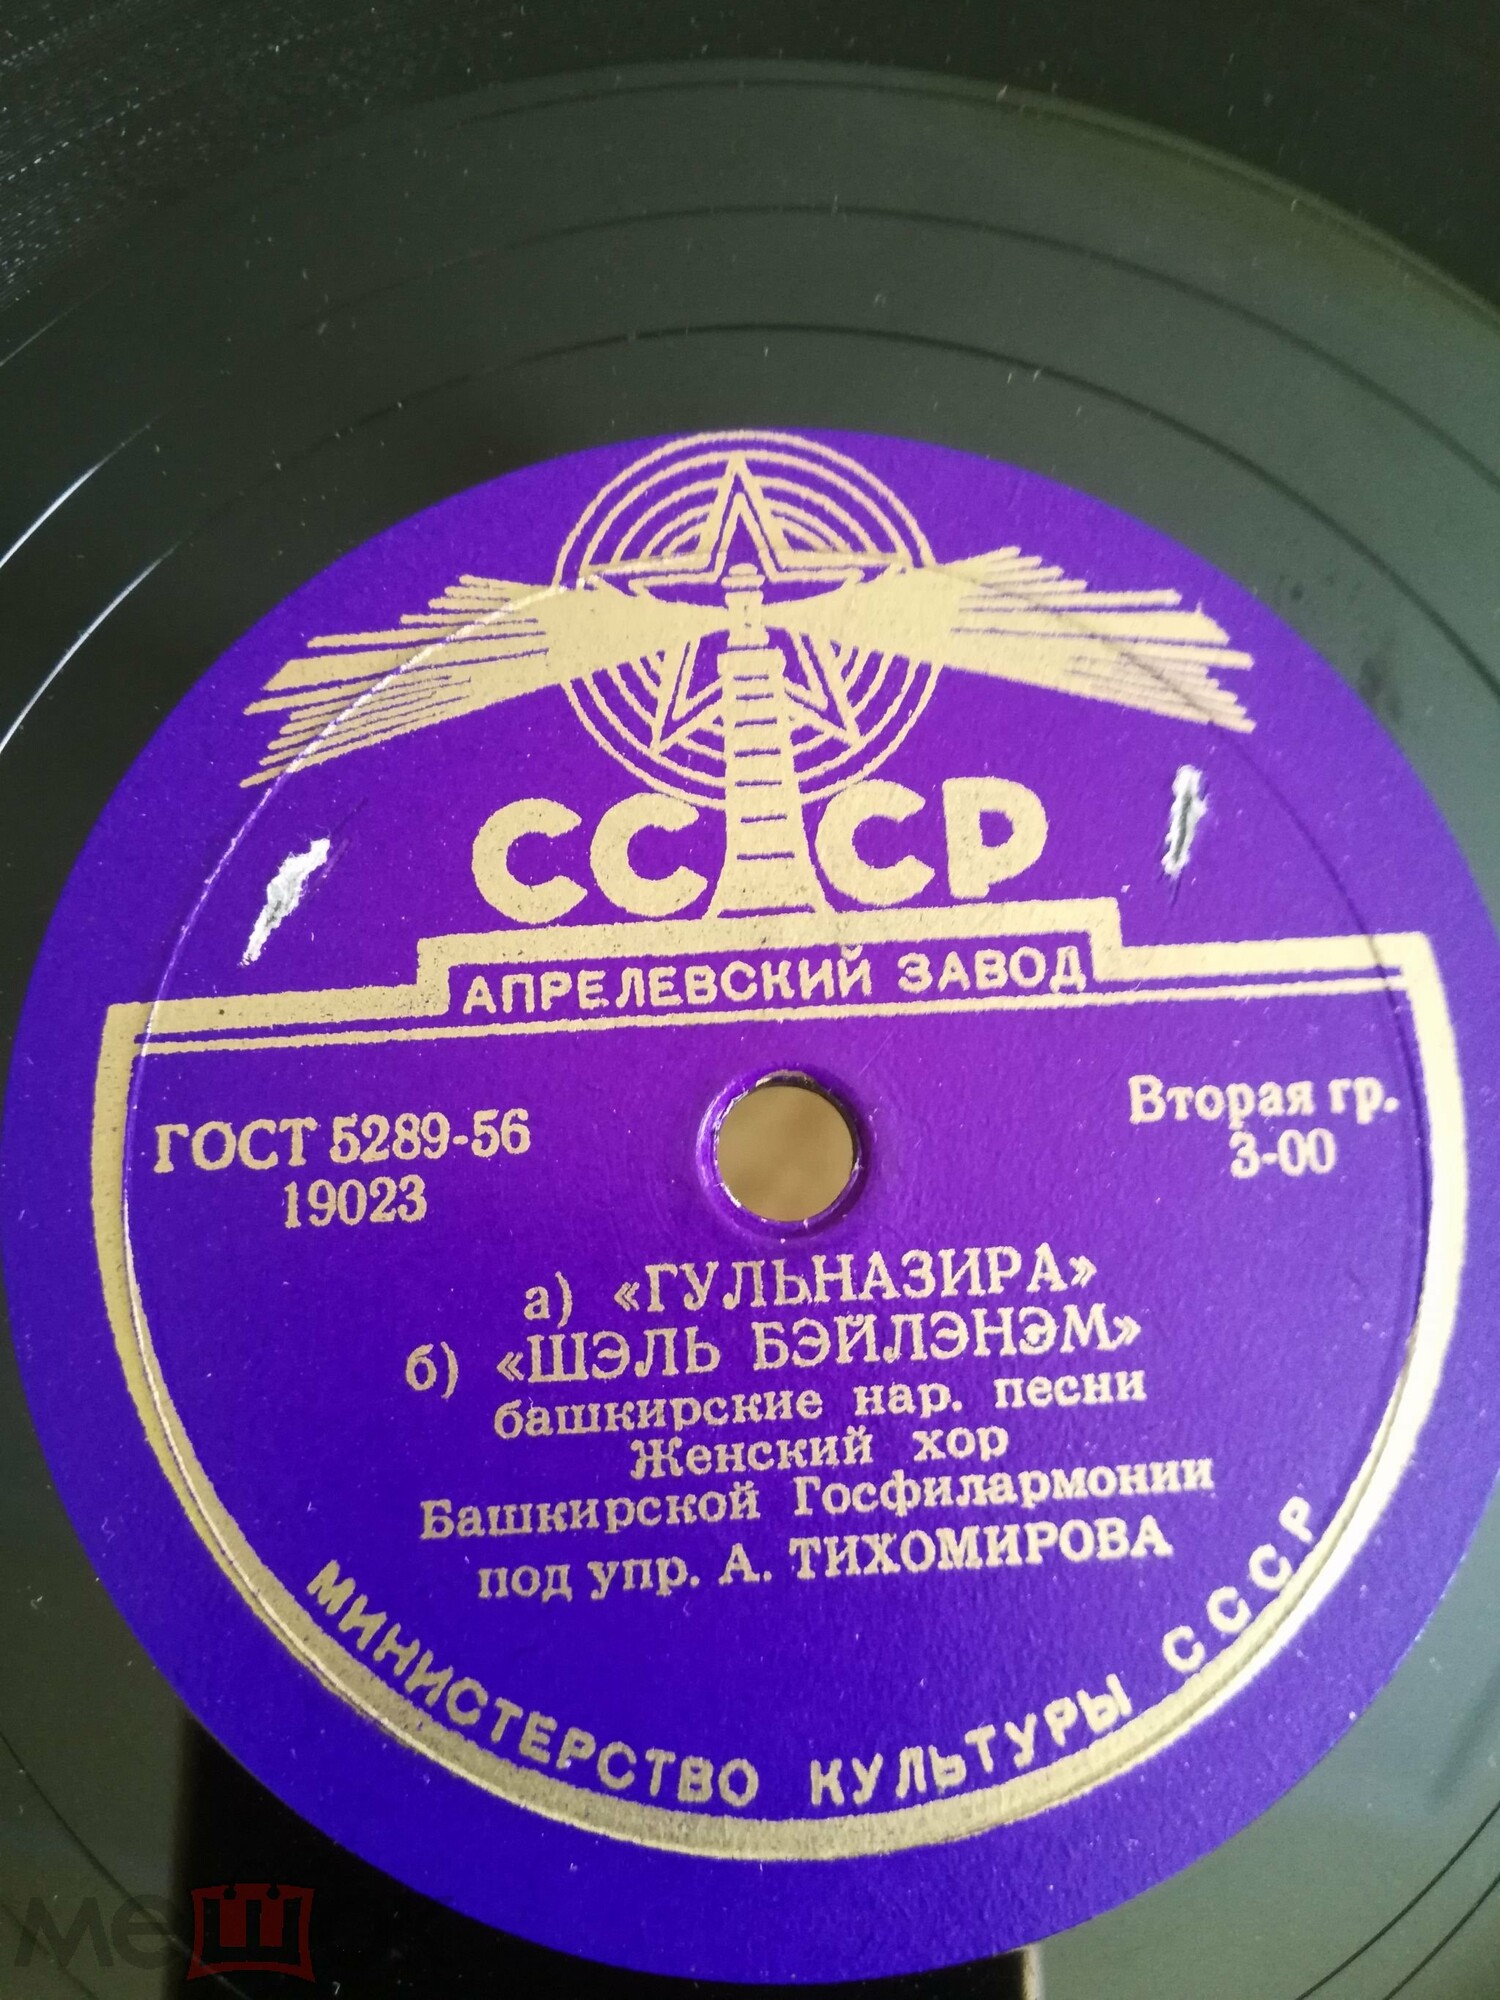 СССР
АПРЕЛЕВСКИЙ ЗАВОД
ГОСТ 5289-56
19023
Вторая гр.
3-00
а) «ГУЛЬНАЗИРА»
б) «ШЭЛЬ БЭЙЛЭНЭМ»
башкирские нар. песни
Женский хор
Башкирской Госфилармонии
под упр. А. ТИХОМИРОВА
МИНИСТЕРСТВО КУЛЬТУРЫ СССР
меш